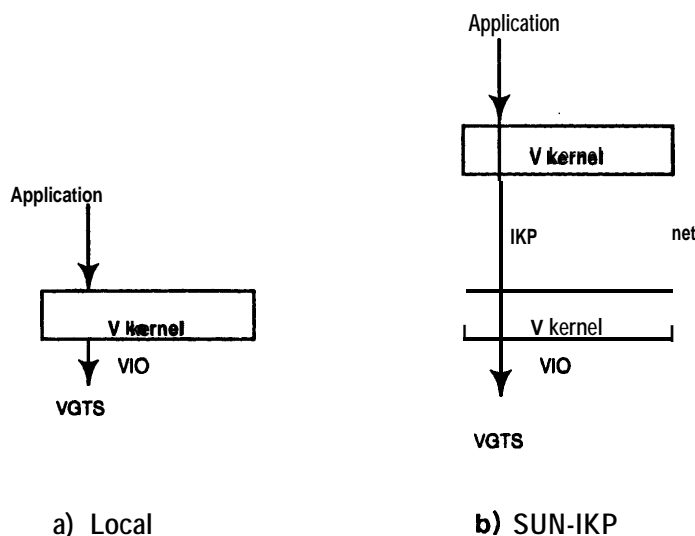 Application
V kernel
VIO
VGTS
a) Local
Application
V kernel
IKP
net
V kernel
VIO
VGTS
b) SUN-IKP